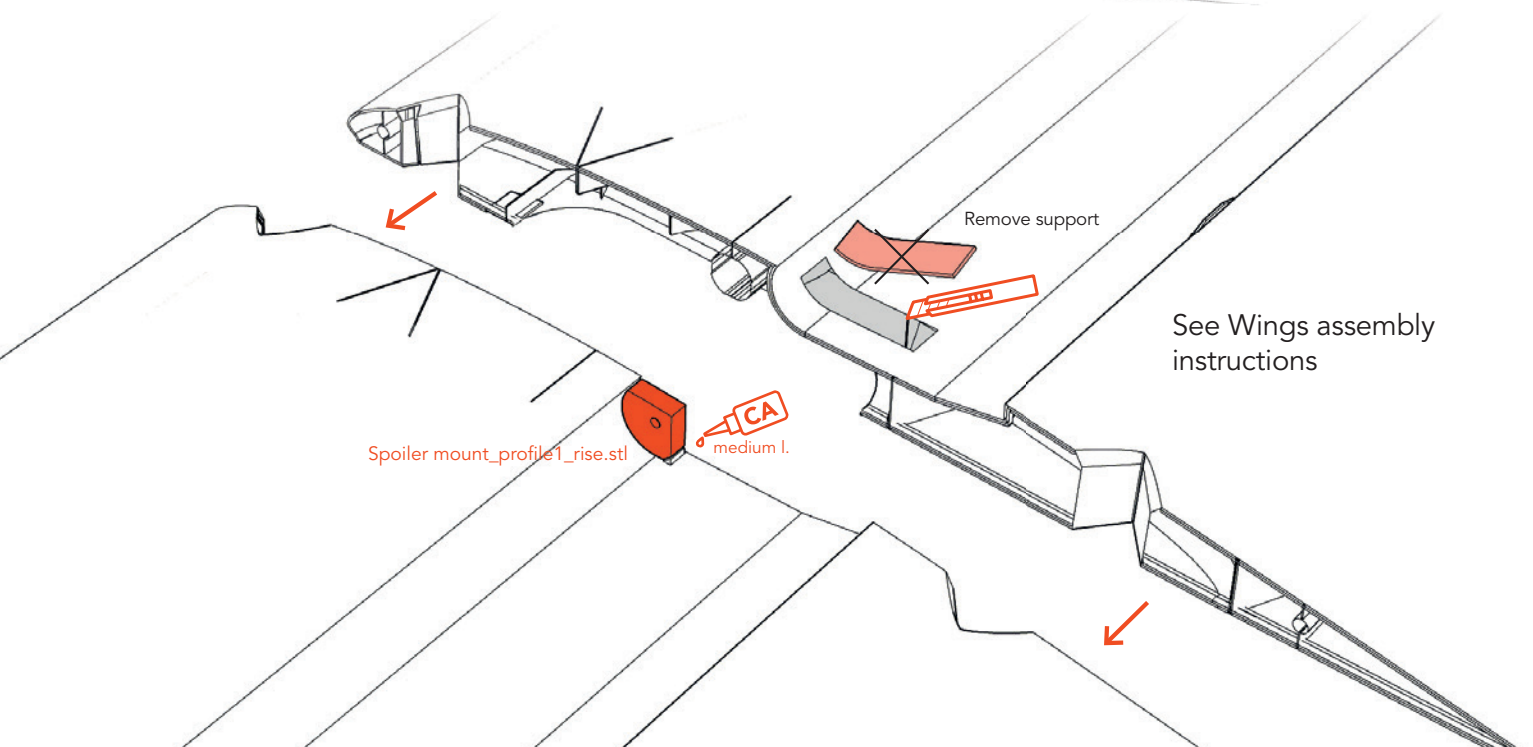 Remove support
See Wings assembly
instructions
CA
medium l.
Spoiler mount_profile1_rise.stl